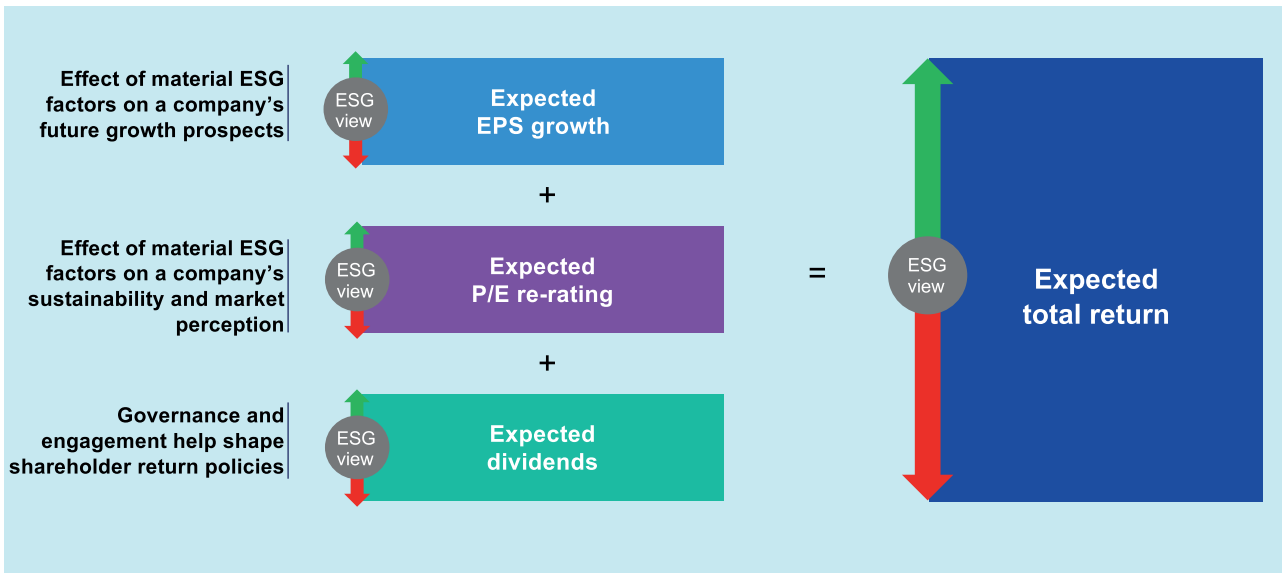 Effect of material ESG
factors on a company’s
future growth prospects
ESG
view
Expected
EPS growth
+
Effect of material ESG
factors on a company’s
sustainability and market
perception
ESG
view
Expected
P/E re-rating
+
Governance and
engagement help shape
shareholder return policies
ESG
view
Expected
dividends
=
ESG
view
Expected
total return